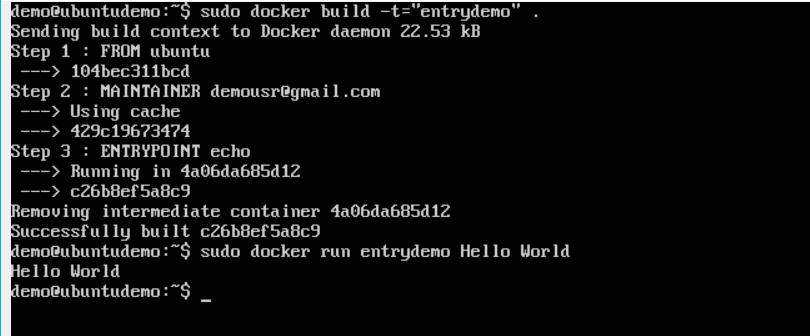 demo@ubuntudemo:~$ sudo docker build -t="entrydemo" .
Sending build context to Docker daemon 22.53 kB
Step 1 : FROM ubuntu
 ---> 104bec311bcd
Step 2 : MAINTAINER demousr@gmail.com
 ---> Using cache
 ---> 429c19673474
Step 3 : ENTRYPOINT echo
 ---> Running in 4a06da685d12
 ---> c26b8ef5a8c9
Removing intermediate container 4a06da685d12
Successfully built c26b8ef5a8c9
demo@ubuntudemo:~$ sudo docker run entrydemo Hello World
Hello World
demo@ubuntudemo:~$ _